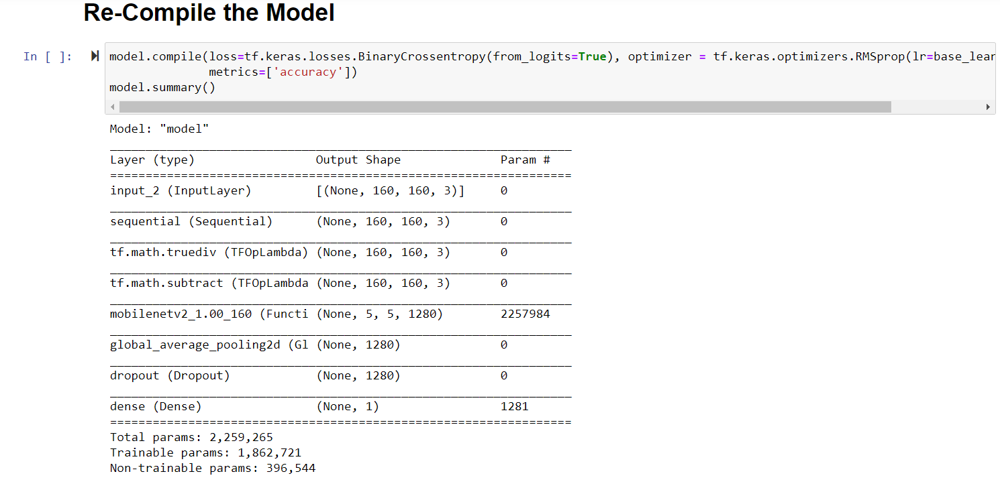 Re-Compile the Model
In [ ]: model.compile(loss=tf.keras.losses.BinaryCrossentropy(from_logits=True), optimizer = tf.keras.optimizers.RMSprop(lr=base_lear
metrics=['accuracy'])
model.summary()
Model: "model"
_________________________________________________________________
Layer (type) Output Shape Param #
=================================================================
input_2 (InputLayer) [(None, 160, 160, 3)] 0
_________________________________________________________________
sequential (Sequential) (None, 160, 160, 3) 0
_________________________________________________________________
tf.math.truediv (TFOpLambda) (None, 160, 160, 3) 0
_________________________________________________________________
tf.math.subtract (TFOpLambda (None, 160, 160, 3) 0
_________________________________________________________________
mobilenetv2_1.00_160 (Functi (None, 5, 5, 1280) 2257984
_________________________________________________________________
global_average_pooling2d (Gl (None, 1280) 0
_________________________________________________________________
dropout (Dropout) (None, 1280) 0
_________________________________________________________________
dense (Dense) (None, 1) 1281
=================================================================
Total params: 2,259,265
Trainable params: 1,862,721
Non-trainable params: 396,544